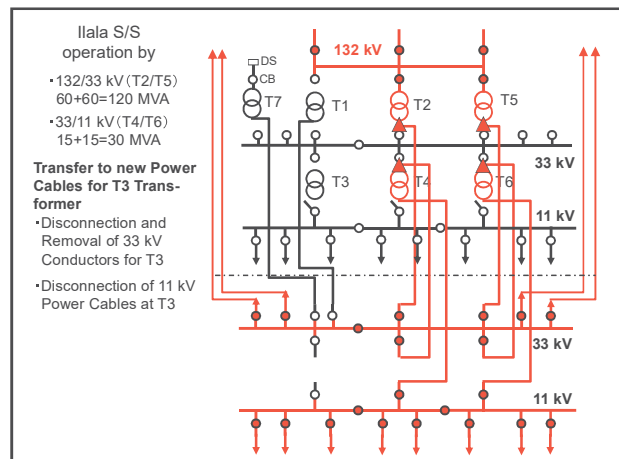 Ilala S/S
operation by
・132/33 kV(T2/T5)
60+60=120 MVA
・33/11 kV(T4/T6)
15+15=30 MVA
Transfer to new Power
Cables for T3 Trans-
former
・Disconnection and
Removal of 33 kV
Conductors for T3
・Disconnection of 11 kV
Power Cables at T3
132 kV
DS
CB
T7
T1
T2
T5
33 kV
T3
T4
T6
11 kV
33 kV
11 kV